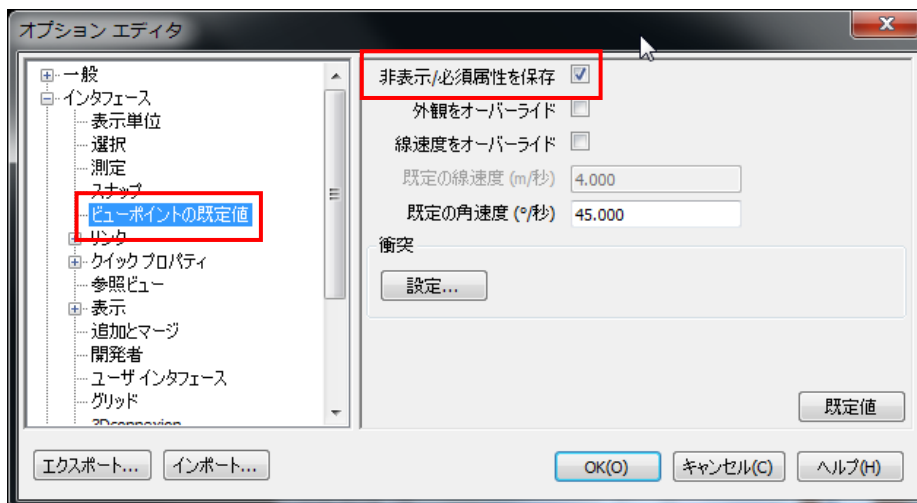 オプション エディタ
一般
インタフェース
表示単位
選択
測定
スナップ
ビューポイントの既定値
リンク
クイック プロパティ
参照ビュー
表示
追加とマージ
開発者
ユーザ インタフェース
グリッド
3Dconnexion
非表示/必須属性を保存
外観をオーバーライド
線速度をオーバーライド
既定の線速度 (m/秒) 4.000
既定の角速度 (°/秒) 45.000
衝突
設定...
既定値
エクスポート... インポート... OK(O) キャンセル(C) ヘルプ(H)